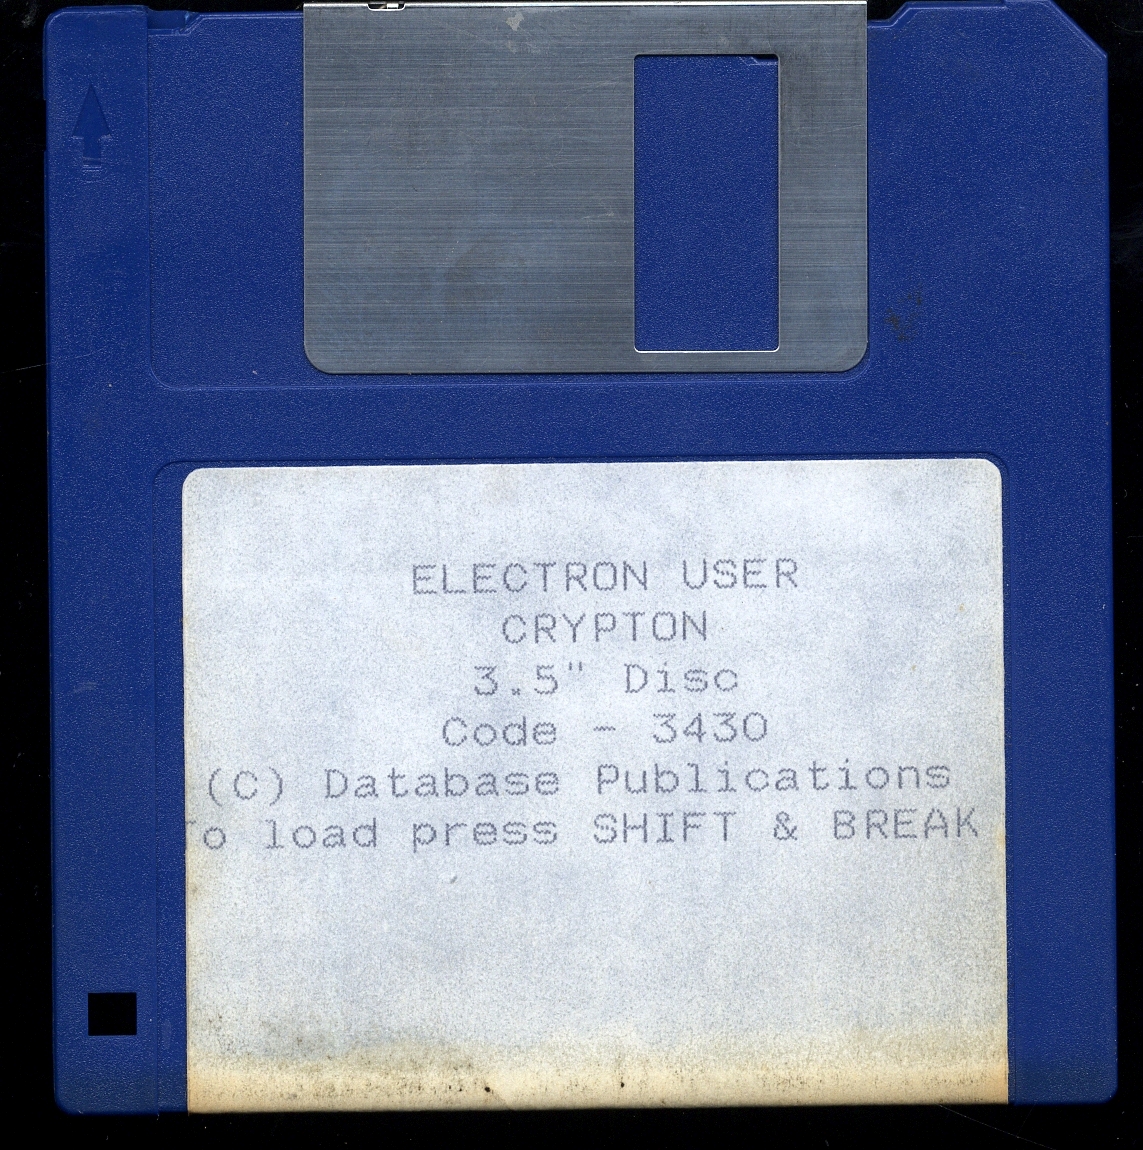 ELECTRON USER
CRYPTON
3.5" Disc
Code - 3430
(C) Database Publications
To load press SHIFT & BREAK